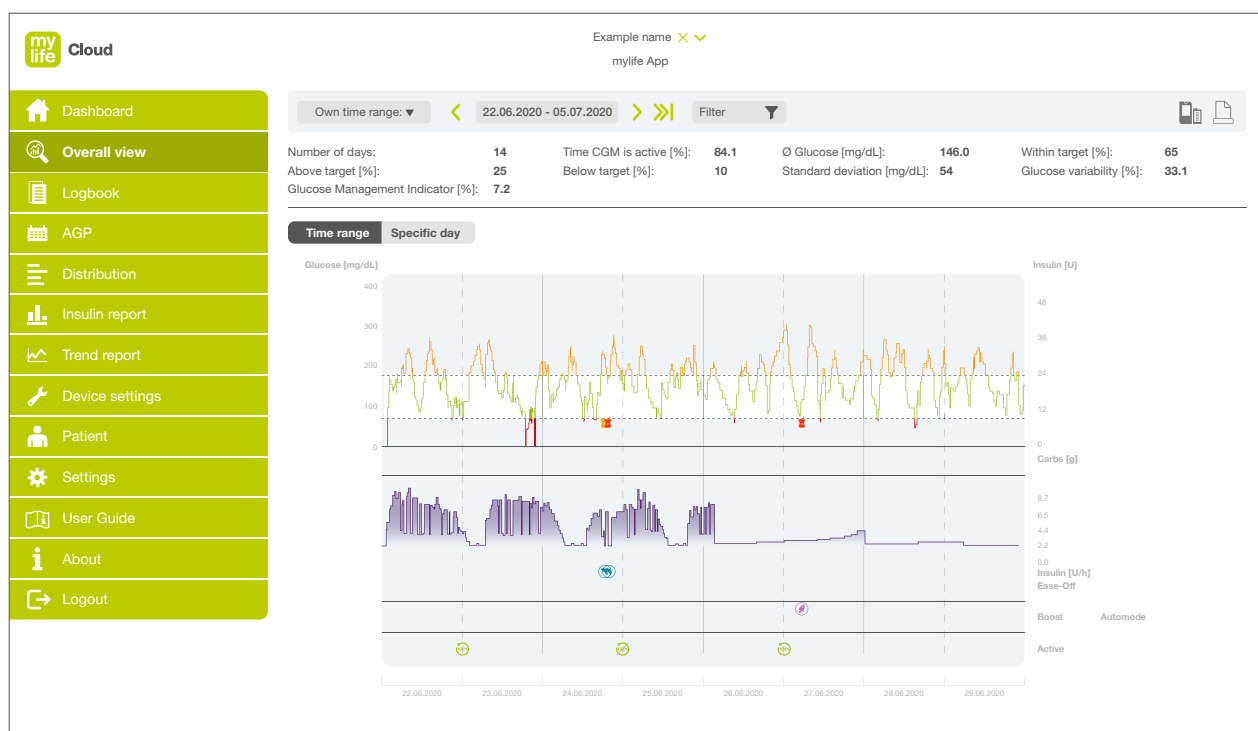 my life Cloud
Example name
mylife App
Dashboard
Overall view
Logbook
AGP
Distribution
Insulin report
Trend report
Device settings
Patient
Settings
User Guide
About
Logout
Own time range: 22.06.2020 - 05.07.2020 Filter
Number of days: 14 Time CGM is active [%]: 84.1 Ø Glucose [mg/dL]: 146.0 Within target [%]: 65
Above target [%]: 25 Below target [%]: 10 Standard deviation [mg/dL]: 54 Glucose variability [%]: 33.1
Glucose Management Indicator [%]: 7.2
Time range Specific day
Glucose [mg/dL] Insulin [U]
400
48
300 36
200 24
100 12
0 0
Carbs [g]
8.7
6.5
4.4
2.2
0.0
Insulin [U/h]
Ease-Off
Boost Automode
Active
22.06.2020 23.06.2020 24.06.2020 25.06.2020 26.06.2020 27.06.2020 28.06.2020 29.06.2020